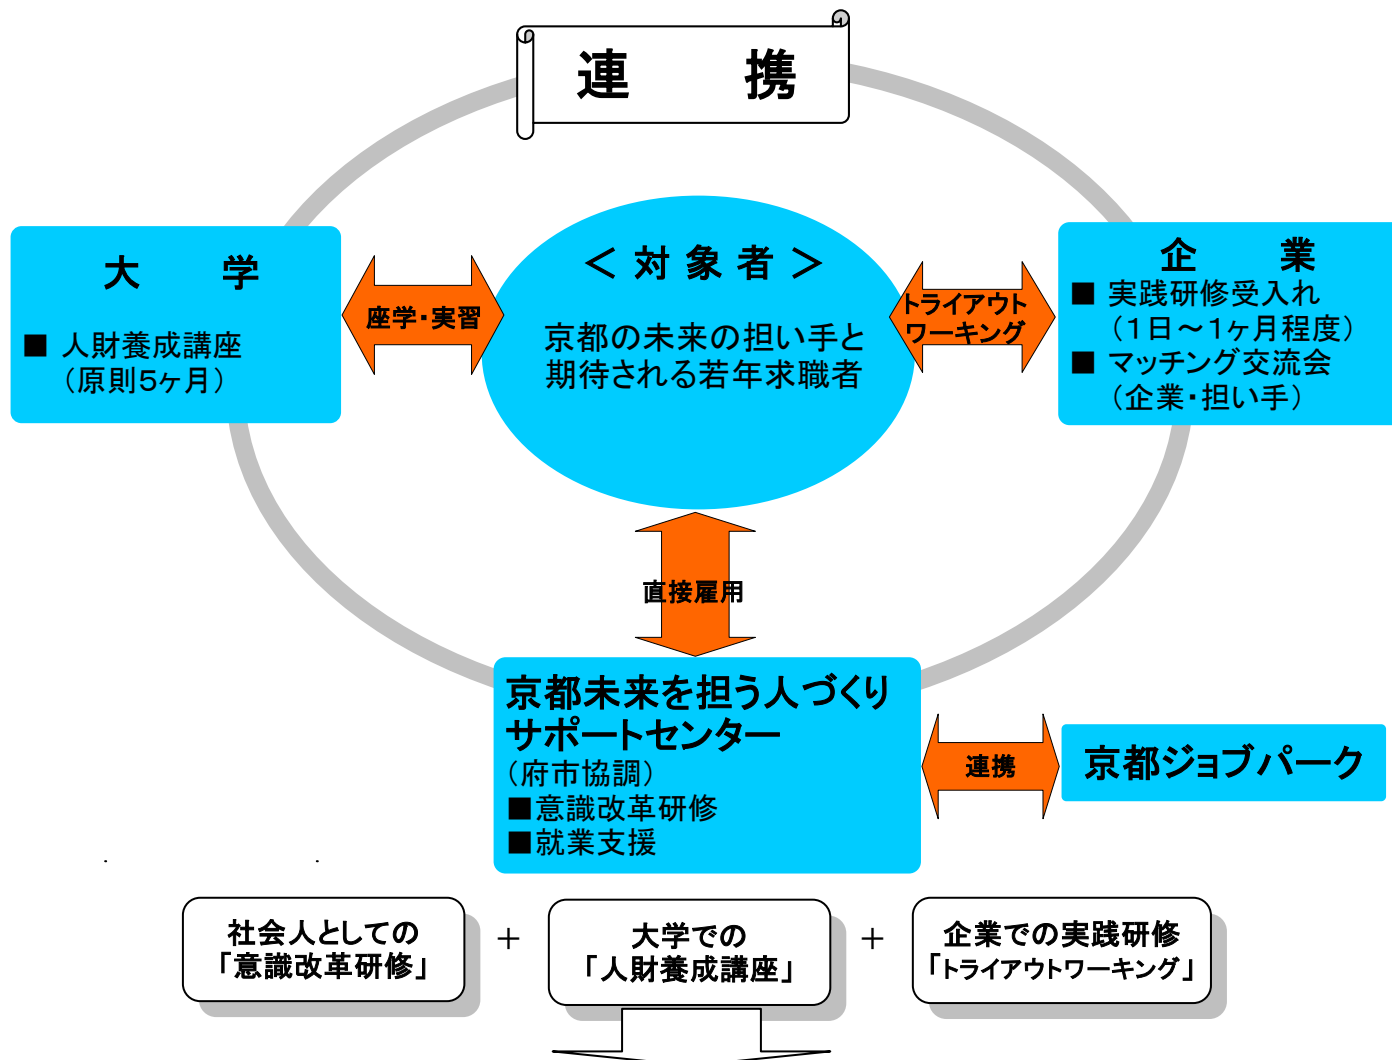 連　携
大　学
■ 人財養成講座
（原則５ヶ月）
座学・実習
＜対象者＞
京都の未来の担い手と
期待される若年求職者
トライアウト
ワーキング
企　業
■ 実践研修受入れ
（１日～１ヶ月程度）
■ マッチング交流会
（企業・担い手）
直接雇用
京都未来を担う人づくり
サポートセンター
（府市協調）
■意識改革研修
■就業支援
連携
京都ジョブパーク
社会人としての
「意識改革研修」
＋
大学での
「人財養成講座」
＋
企業での実践研修
「トライアウトワーキング」